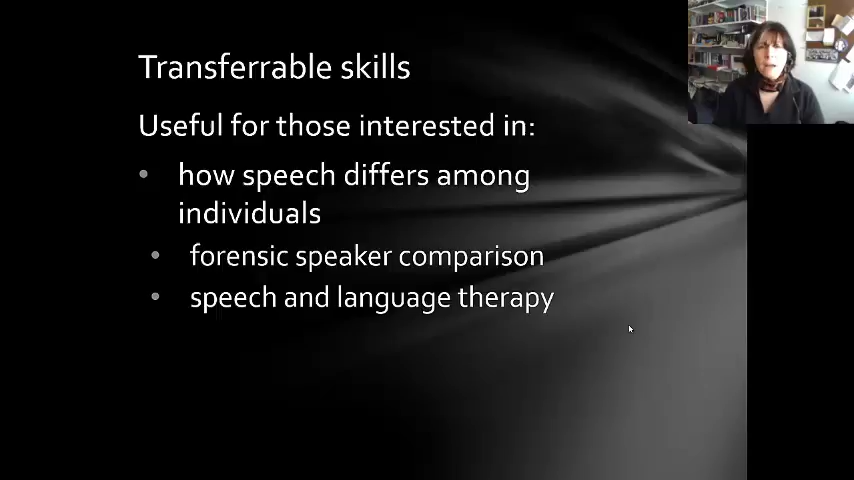 Transferrable skills
Useful for those interested in:
• how speech differs among
individuals
• forensic speaker comparison
• speech and language therapy